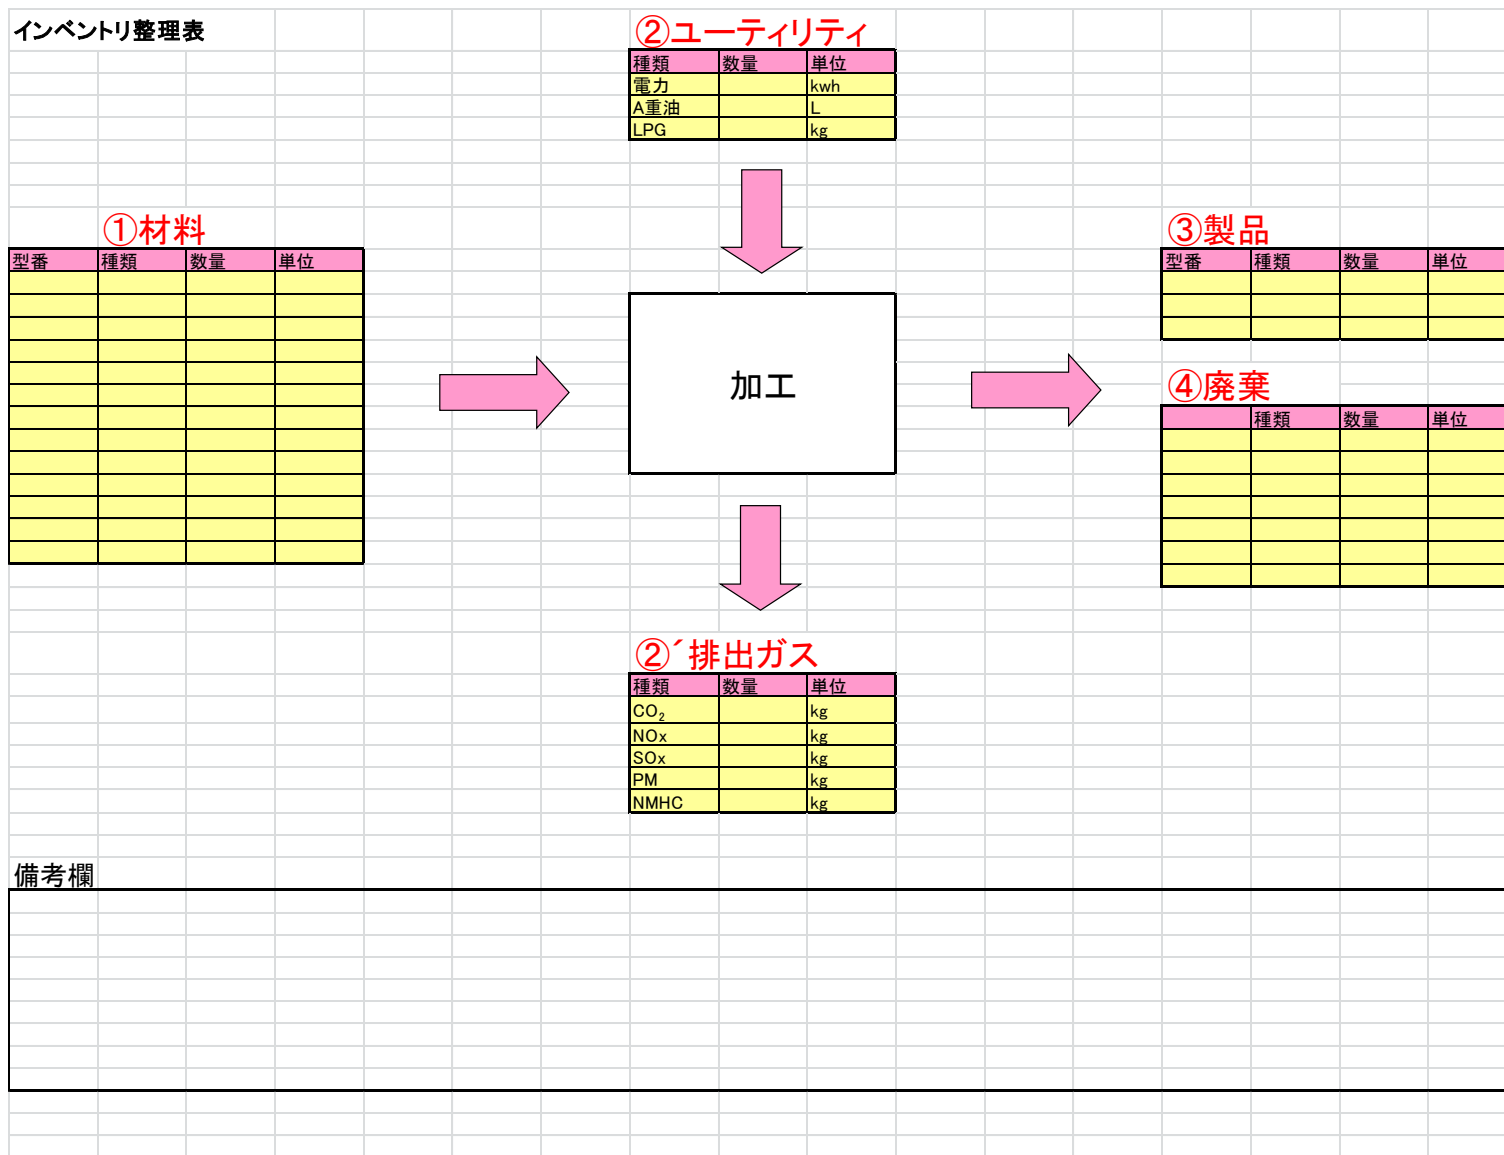 インベントリ整理表
②ユーティリティ
種類 数量 単位
電力 kwh
A重油 L
LPG kg
①材料
型番 種類 数量 単位
③製品
型番 種類 数量 単位
加工
④廃棄
種類 数量 単位
②´排出ガス
種類 数量 単位
CO₂ kg
NOx kg
SOx kg
PM kg
NMHC kg
備考欄